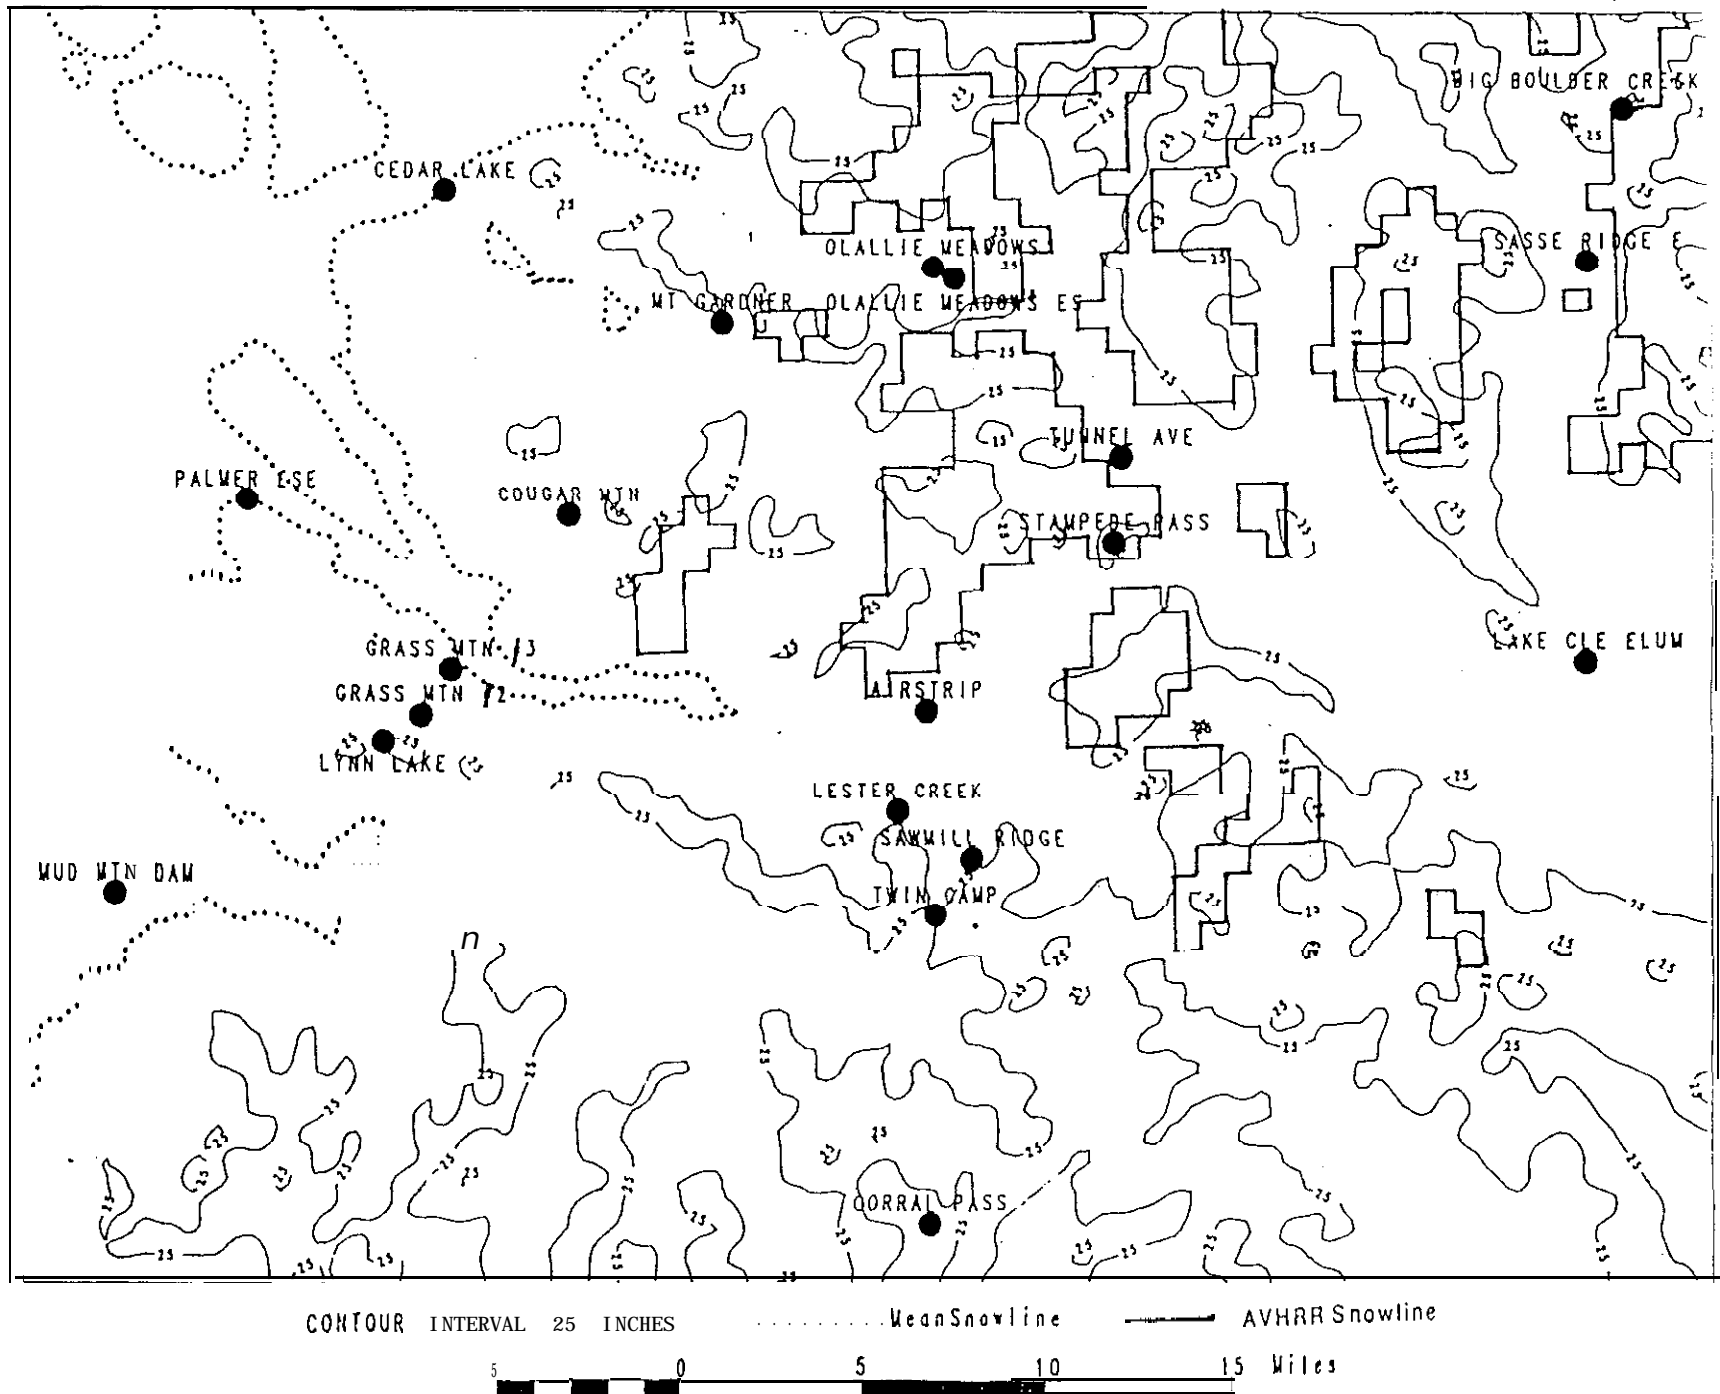 BIG BOULDER CREEK
CEDAR LAKE
OLALLIE MEADOWS
SASSE RIDGE E
MT GARDNER
OLALLIE MEADOWS ES
TUNNEL AVE
PALMER ESE
COUGAR MTN
STAMPEDE PASS
GRASS MTN #3
LAKE CLE ELUM
GRASS MTN #2
AIRSTRIP
LYNN LAKE
LESTER CREEK
SAWMILL RIDGE
MUD MTN DAM
TWIN CAMP
n
CORRAL PASS
25
CONTOUR INTERVAL 25 INCHES
MeanSnowline
AVHRR Snowline
5 0 5 10 15 Miles